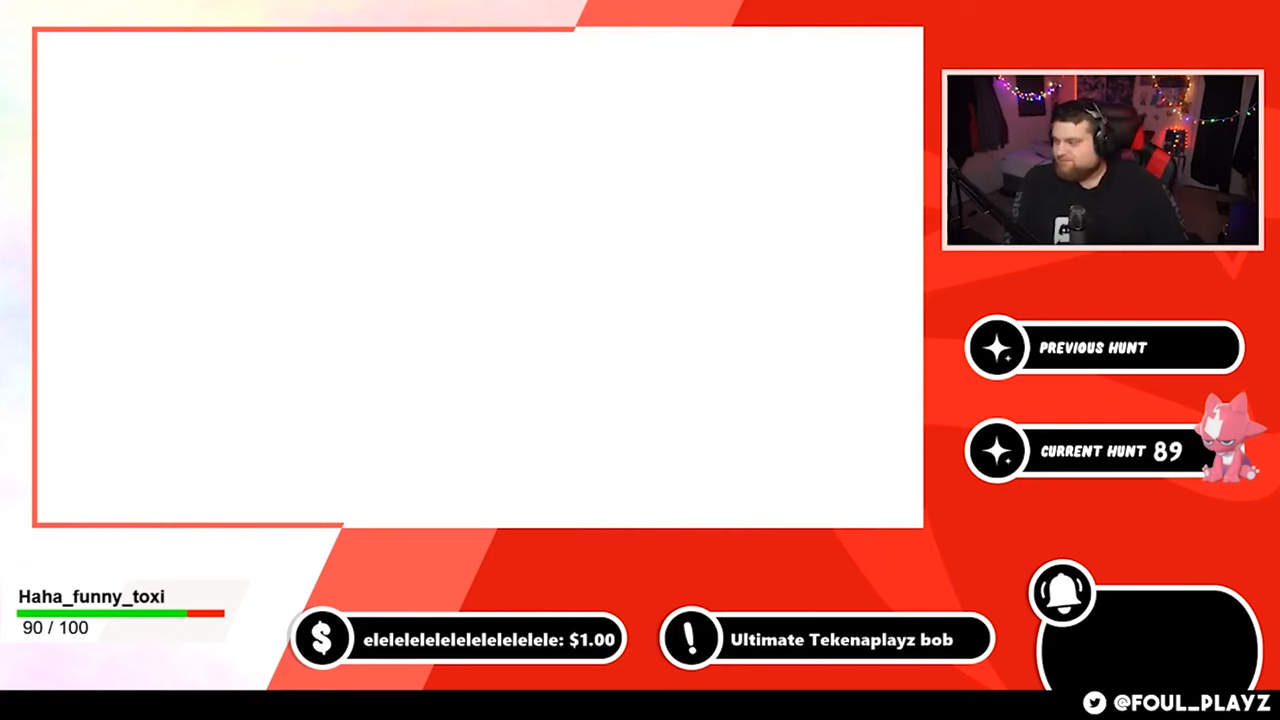 PREVIOUS HUNT
CURRENT HUNT 89
Haha_funny_toxi
90 / 100
$
elelelelelelelelelelele: $1.00
!
Ultimate Tekenaplayz bob
@FOUL_PLAYZ